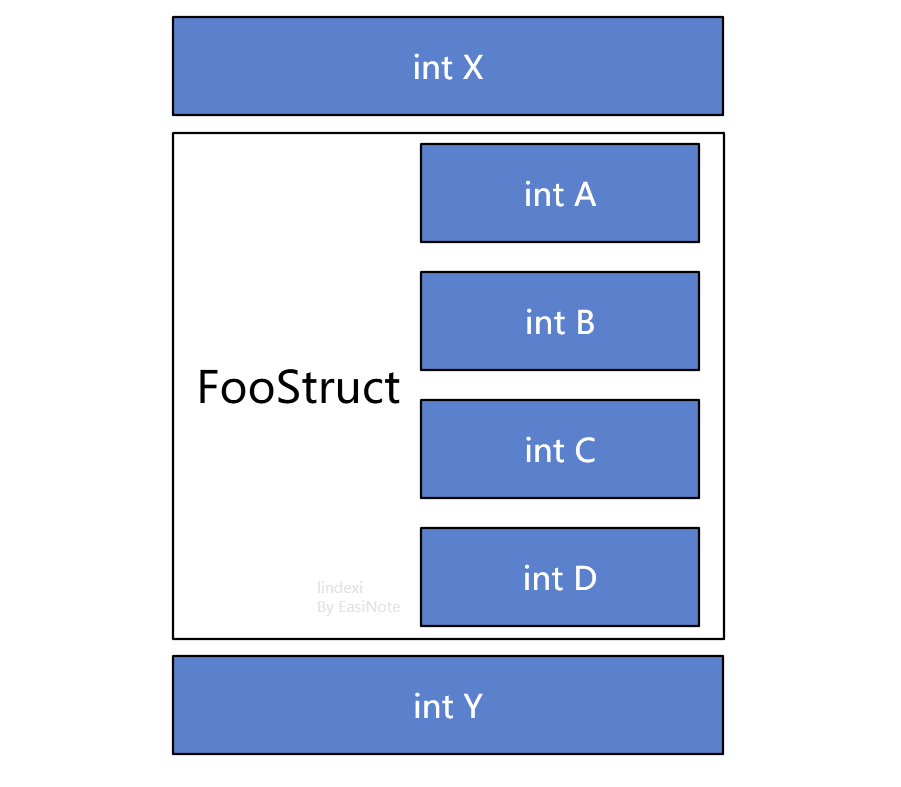 int X
int A
int B
FooStruct
int C
int D
lindexi
By EasiNote
int Y